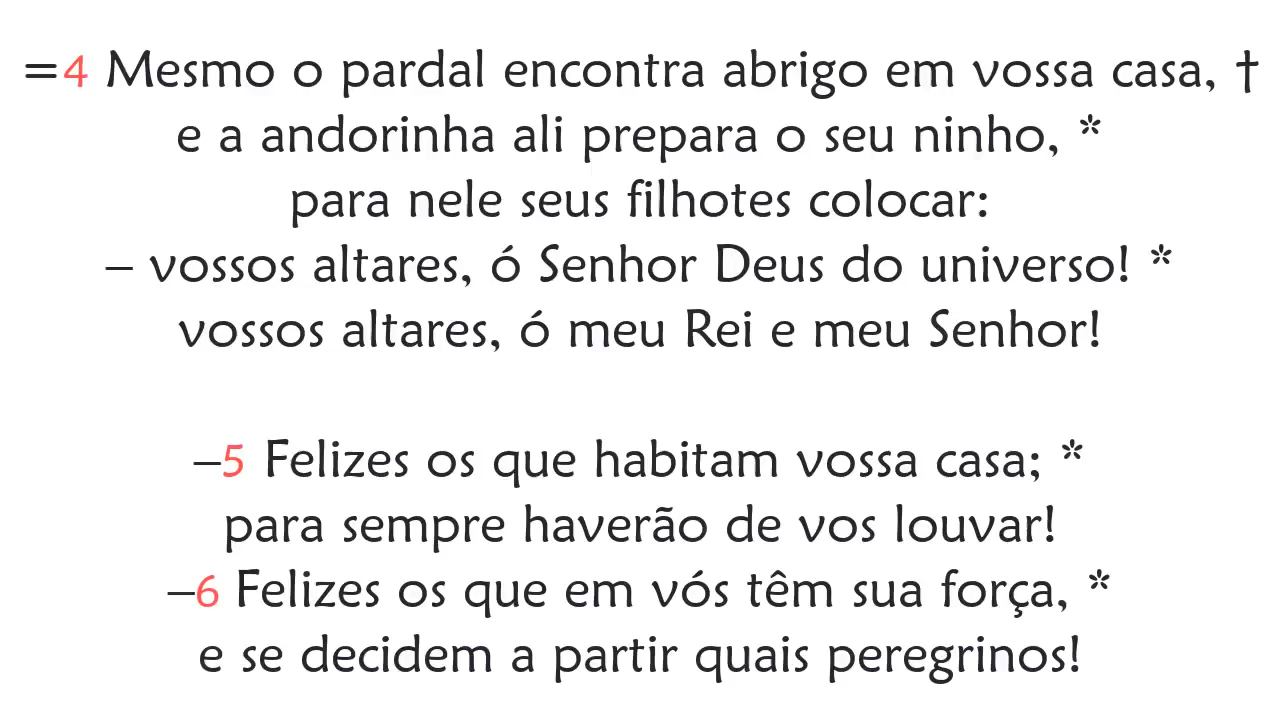 =4 Mesmo o pardal encontra abrigo em vossa casa, †
e a andorinha ali prepara o seu ninho, *
para nele seus filhotes colocar:
– vossos altares, ó Senhor Deus do universo! *
vossos altares, ó meu Rei e meu Senhor!
–5 Felizes os que habitam vossa casa; *
para sempre haverão de vos louvar!
–6 Felizes os que em vós têm sua força, *
e se decidem a partir quais peregrinos!